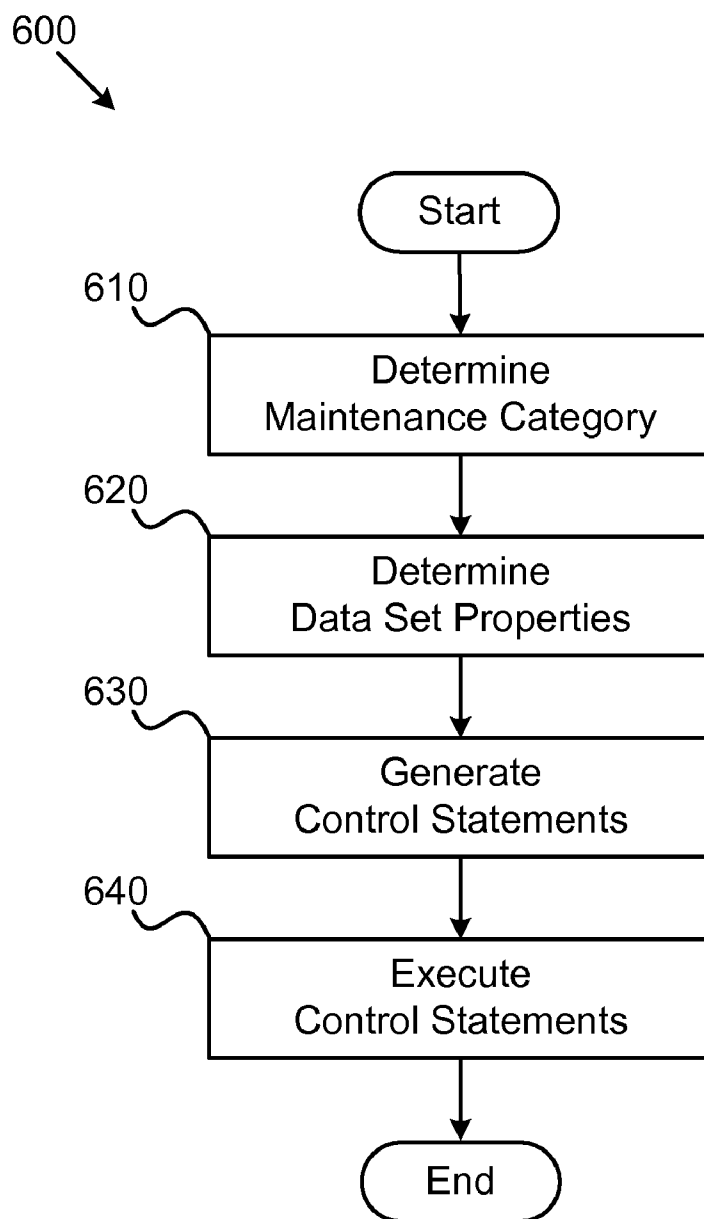 600
Start
610
Determine
Maintenance Category
620
Determine
Data Set Properties
630
Generate
Control Statements
640
Execute
Control Statements
End